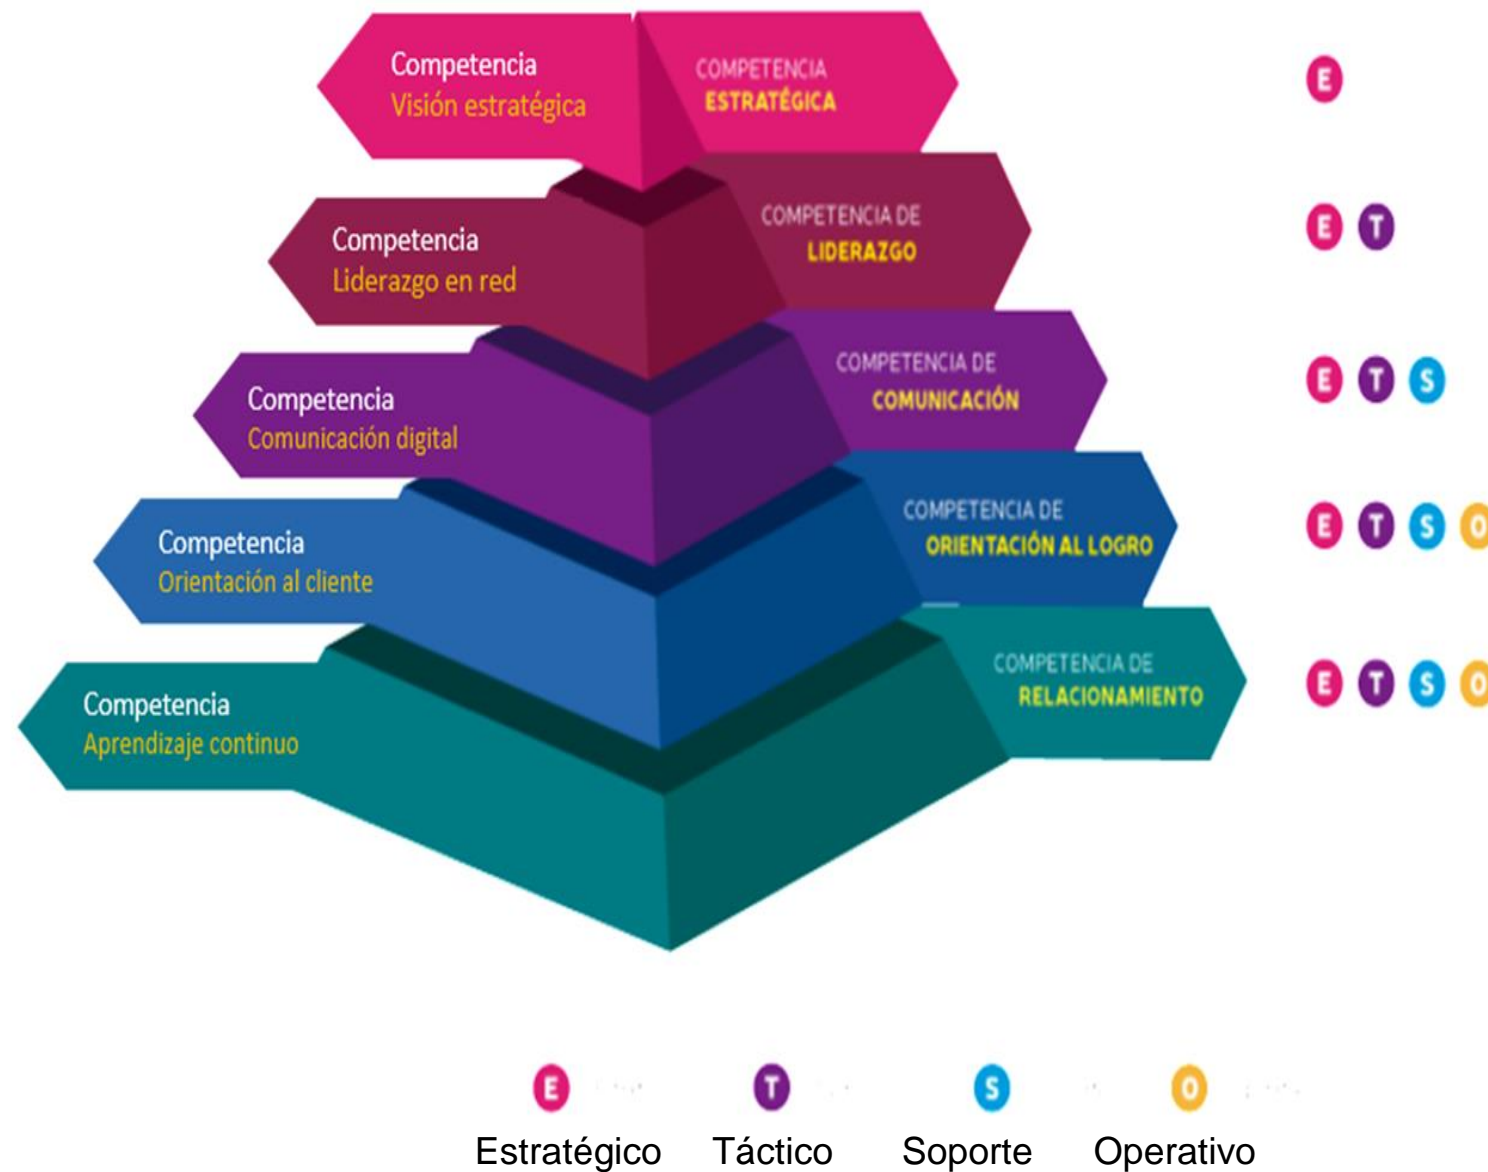 Competencia
Visión estratégica
COMPETENCIA
ESTRATÉGICA
E
Competencia
Liderazgo en red
COMPETENCIA DE
LIDERAZGO
E T
Competencia
Comunicación digital
COMPETENCIA DE
COMUNICACIÓN
E T S
Competencia
Orientación al cliente
COMPETENCIA DE
ORIENTACIÓN AL LOGRO
E T S O
Competencia
Aprendizaje continuo
COMPETENCIA DE
RELACIONAMIENTO
E T S O
E T S O
Estratégico Táctico Soporte Operativo